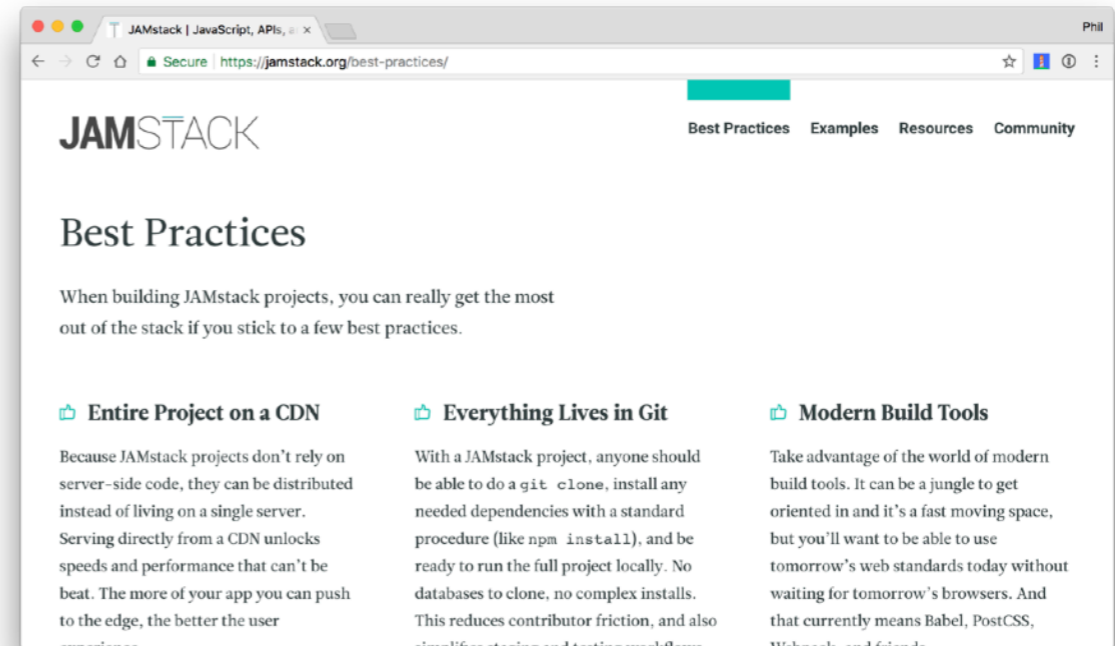 JAMstack | JavaScript, APIs, a
Phil
Secure https://jamstack.org/best-practices/
JAMSTACK
Best Practices Examples Resources Community
Best Practices
When building JAMstack projects, you can really get the most
out of the stack if you stick to a few best practices.
Entire Project on a CDN
Because JAMstack projects don't rely on
server-side code, they can be distributed
instead of living on a single server.
Serving directly from a CDN unlocks
speeds and performance that can't be
beat. The more of your app you can push
to the edge, the better the user
experience.
Everything Lives in Git
With a JAMstack project, anyone should
be able to do a git clone, install any
needed dependencies with a standard
procedure (like npm install), and be
ready to run the full project locally. No
databases to clone, no complex installs.
This reduces contributor friction, and also
simplifies staging and testing workflows.
Modern Build Tools
Take advantage of the world of modern
build tools. It can be a jungle to get
oriented in and it's a fast moving space,
but you'll want to be able to use
tomorrow's web standards today without
waiting for tomorrow's browsers. And
that currently means Babel, PostCSS,
Webpack, and friends.